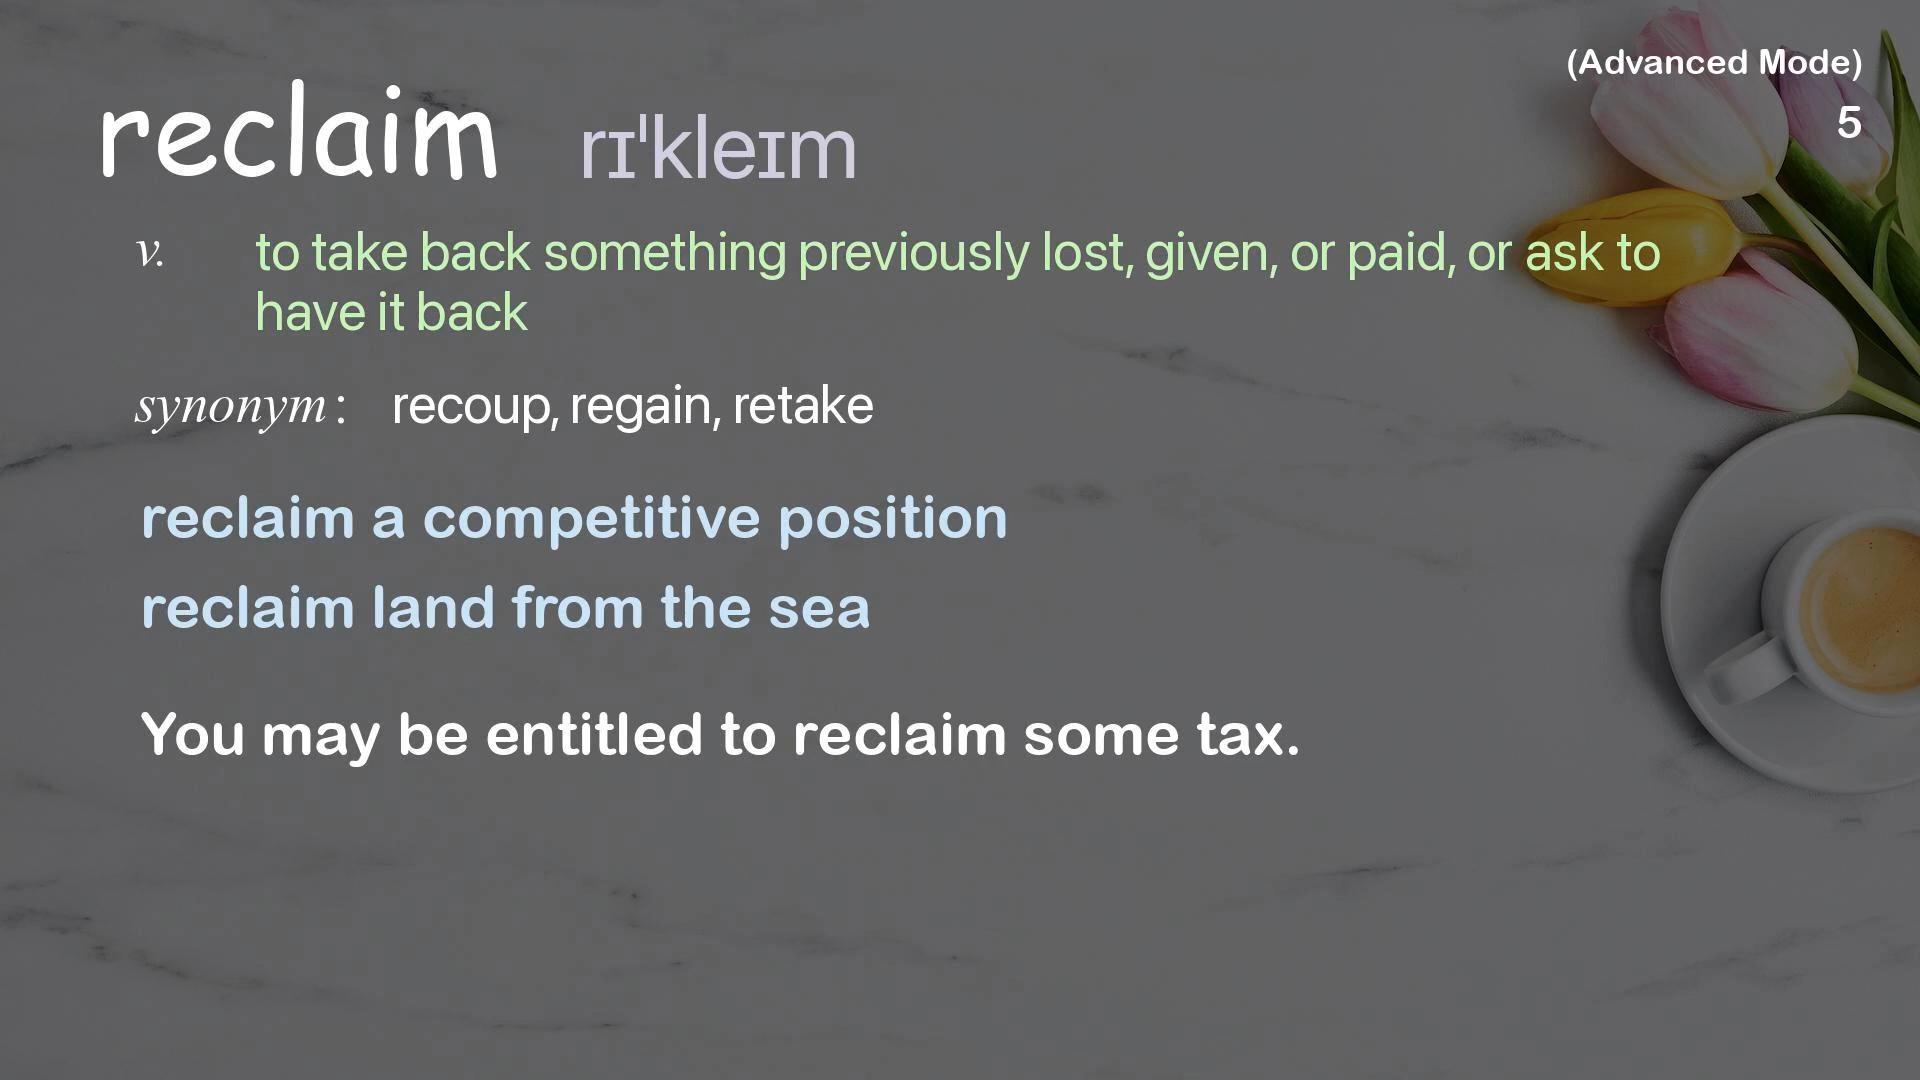 (Advanced Mode)
5
reclaim rɪˈkleɪm
v. to take back something previously lost, given, or paid, or ask to
have it back
synonym: recoup, regain, retake
reclaim a competitive position
reclaim land from the sea
You may be entitled to reclaim some tax.